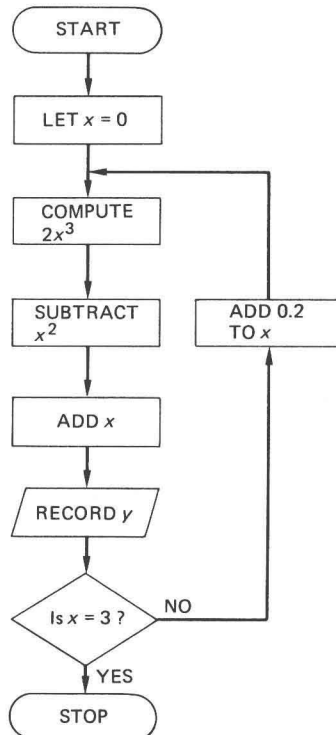 START
LET x = 0
COMPUTE
2x³
SUBTRACT
x²
ADD 0.2
TO x
ADD x
RECORD y
Is x = 3 ?
NO
YES
STOP